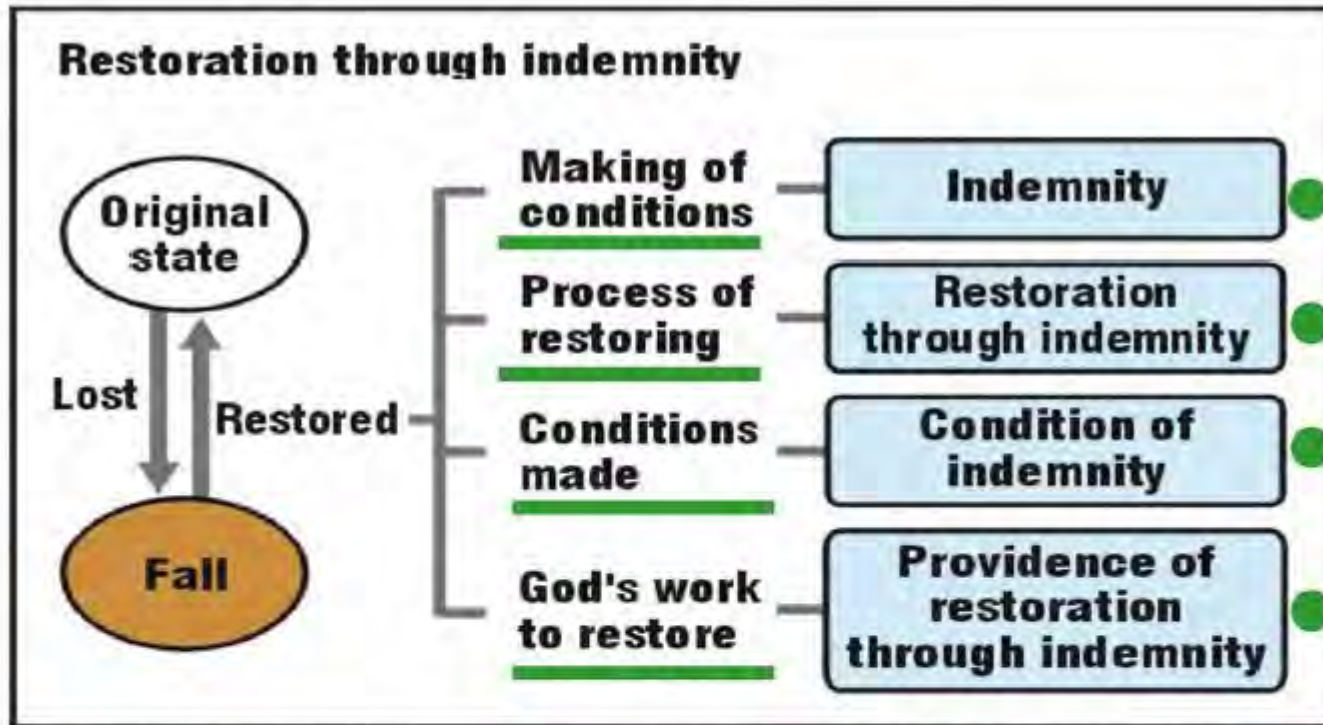 Restoration through indemnity
Original
state
Lost
Restored
Fall
Making of
conditions
Indemnity
Process of
restoring
Restoration
through indemnity
Conditions
made
Condition of
indemnity
God's work
to restore
Providence of
restoration
through indemnity